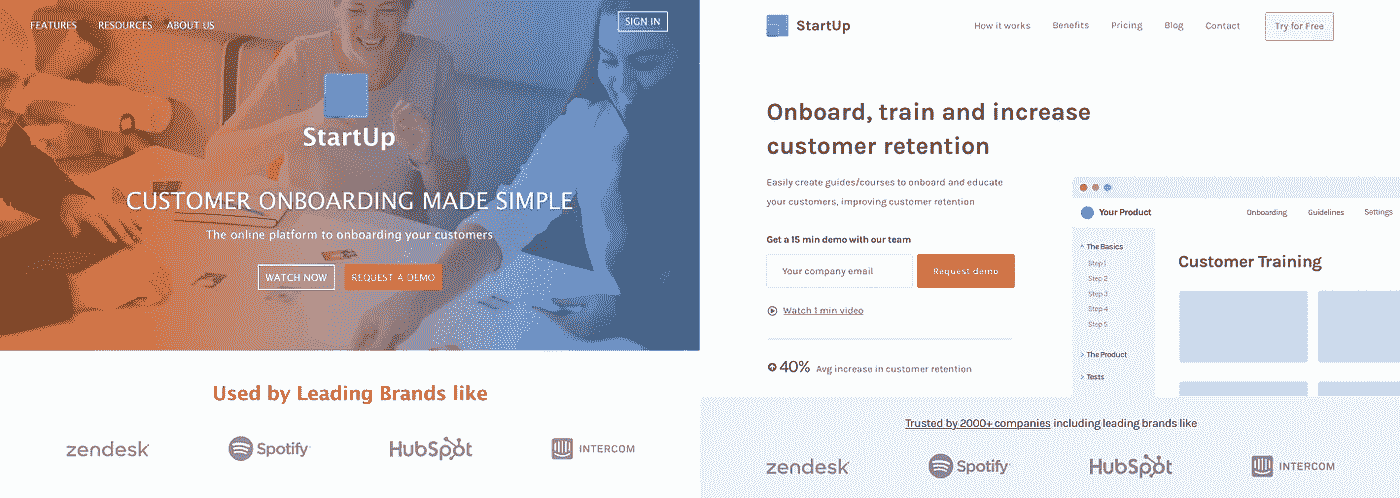 FEATURES RESOURCES ABOUT US
SIGN IN
StartUp
CUSTOMER ONBOARDING MADE SIMPLE
The online platform to onboarding your customers
WATCH NOW
REQUEST A DEMO
Used by Leading Brands like
zendesk
Spotify
HubSpot
INTERCOM
StartUp
How it works Benefits Pricing Blog Contact
Try for Free
Onboard, train and increase
customer retention
Easily create guides/courses to onboard and educate
your customers, improving customer retention
Get a 15 min demo with our team
Your company email
Request demo
Watch 1 min video
40% Avg increase in customer retention
Your Product
Onboarding Guidelines Settings
The Basics
Step 1
Step 2
Step 3
Step 4
Step 5
The Product
Tests
Customer Training
Trusted by 2000+ companies including leading brands like
zendesk
Spotify
HubSpot
INTERCOM